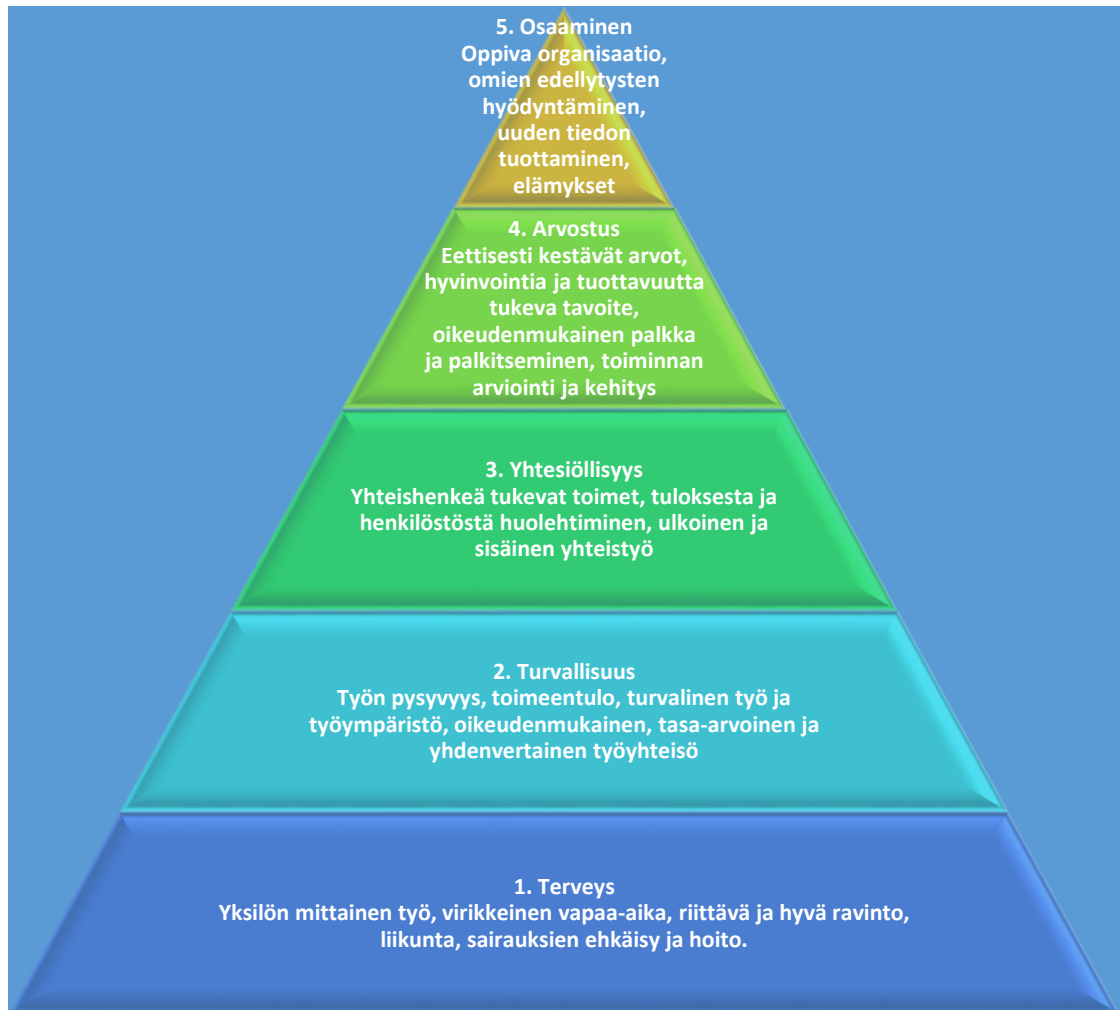 5. Osaaminen
Oppiva organisaatio,
omien edellytysten
hyödyntäminen,
uuden tiedon
tuottaminen,
elämykset
4. Arvostus
Eettisesti kestävät arvot,
hyvinvointia ja tuottavuutta
tukeva tavoite,
oikeudenmukainen palkka
ja palkitseminen, toiminnan
arviointi ja kehitys
3. Yhtesiöllisyys
Yhteishenkeä tukevat toimet, tuloksesta ja
henkilöstöstä huolehtiminen, ulkoinen ja
sisäinen yhteistyö
2. Turvallisuus
Työn pysyvyys, toimeentulo, turvalinen työ ja
työympäristö, oikeudenmukainen, tasa-arvoinen ja
yhdenvertainen työyhteisö
1. Terveys
Yksilön mittainen työ, virikkeinen vapaa-aika, riittävä ja hyvä ravinto,
liikunta, sairauksien ehkäisy ja hoito.